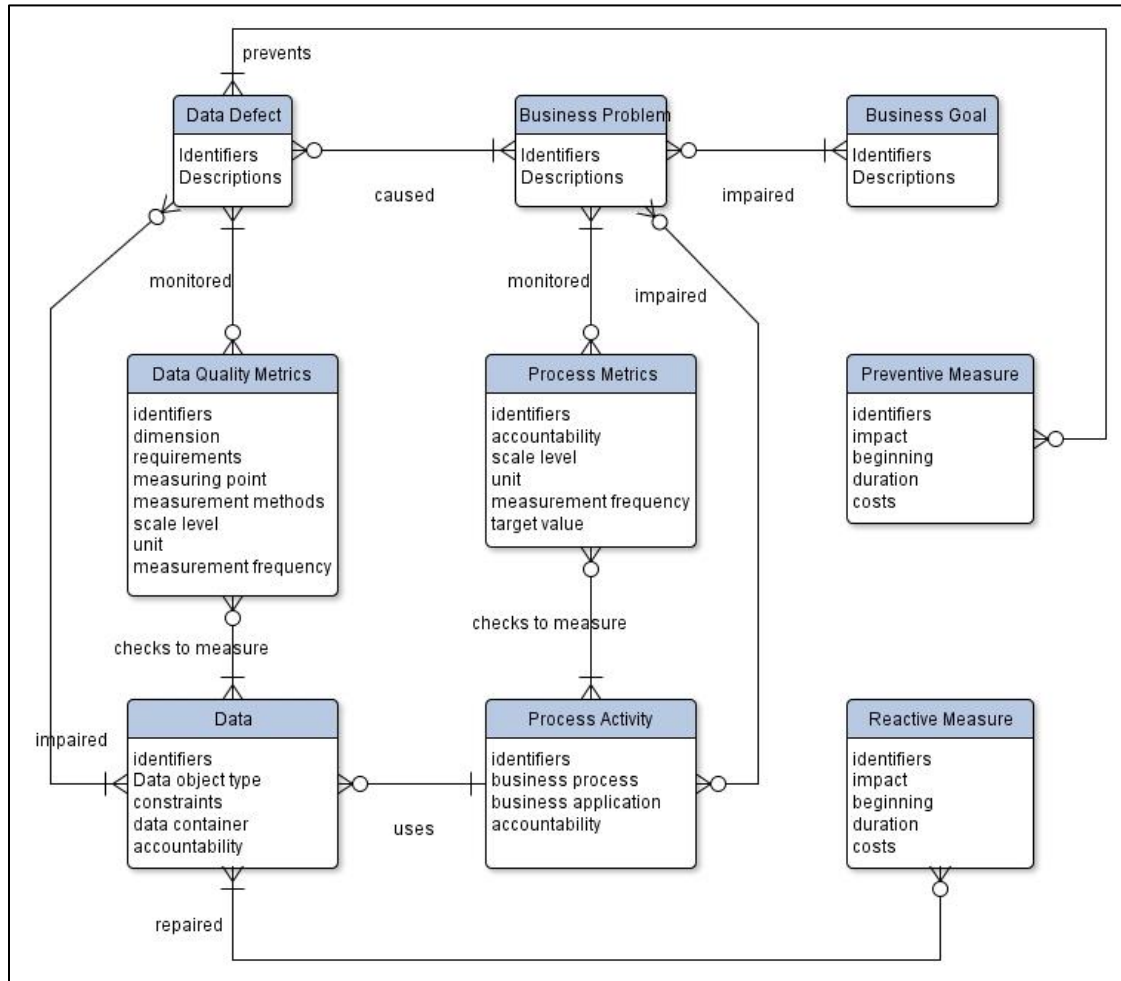 prevents
Data Defect
Identifiers
Descriptions
Business Problem
Identifiers
Descriptions
Business Goal
Identifiers
Descriptions
caused
impaired
monitored
monitored
impaired
Data Quality Metrics
identifiers
dimension
requirements
measuring point
measurement methods
scale level
unit
measurement frequency
Process Metrics
identifiers
accountability
scale level
unit
measurement frequency
target value
Preventive Measure
identifiers
impact
beginning
duration
costs
checks to measure
checks to measure
impaired
Data
identifiers
Data object type
constraints
data container
accountability
uses
Process Activity
identifiers
business process
business application
accountability
Reactive Measure
identifiers
impact
beginning
duration
costs
repaired